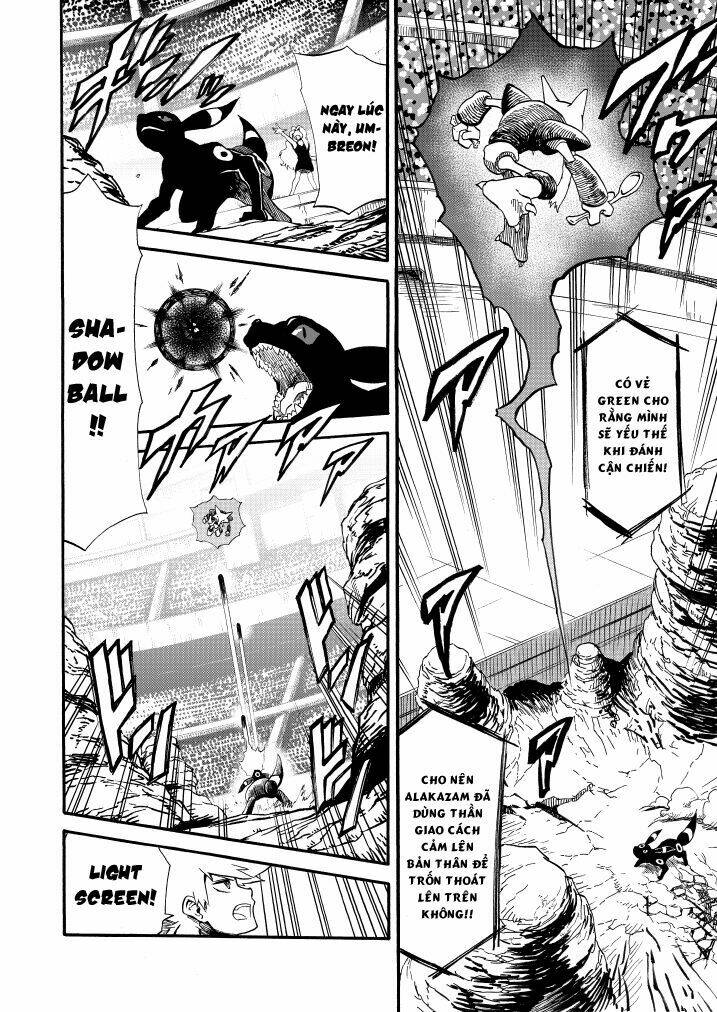 CÓ VẺ
GREEN CHO
RẰNG MÌNH
SẼ YẾU THẾ
KHI ĐÁNH
CẬN CHIẾN!
CHO NÊN
ALAKAZAM ĐÃ
DÙNG THẦN
GIAO CÁCH
CẢM LÊN
BẢN THÂN ĐỂ
TRỐN THOÁT
LÊN TRÊN
KHÔNG!!
NGAY LÚC
NÀY, UM-
BREON!
SHA-
DOW
BALL
!!
LIGHT
SCREEN!